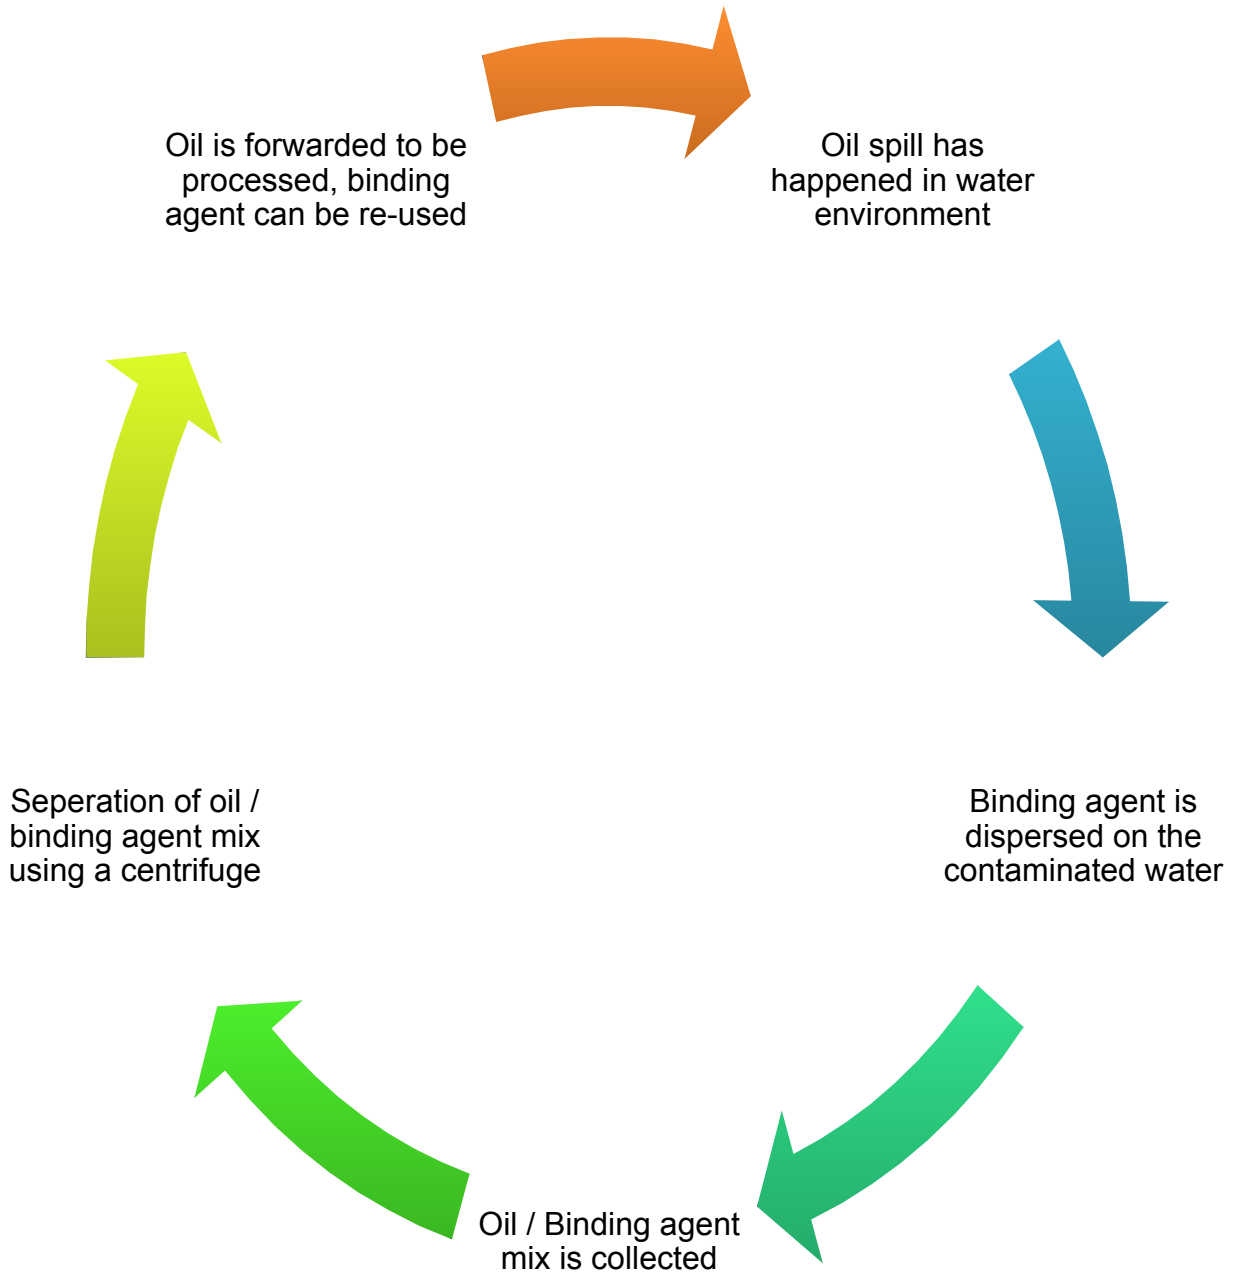 Oil is forwarded to be
processed, binding
agent can be re-used
Oil spill has
happened in water
environment
Seperation of oil /
binding agent mix
using a centrifuge
Binding agent is
dispersed on the
contaminated water
Oil / Binding agent
mix is collected